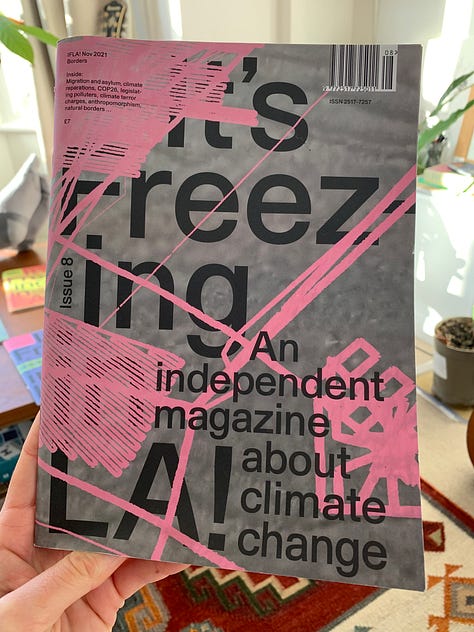 IFLA! Nov 2021
Borders
Inside:
Migration and asylum, climate
reparations, COP26, legislat-
ing polluters, climate terror
charges, anthropomorphism,
natural borders ...
£7
08>
ISSN 2517-7257
It's
Freez-
ing
LA!
Issue 8
An
independent
magazine
about
climate
change